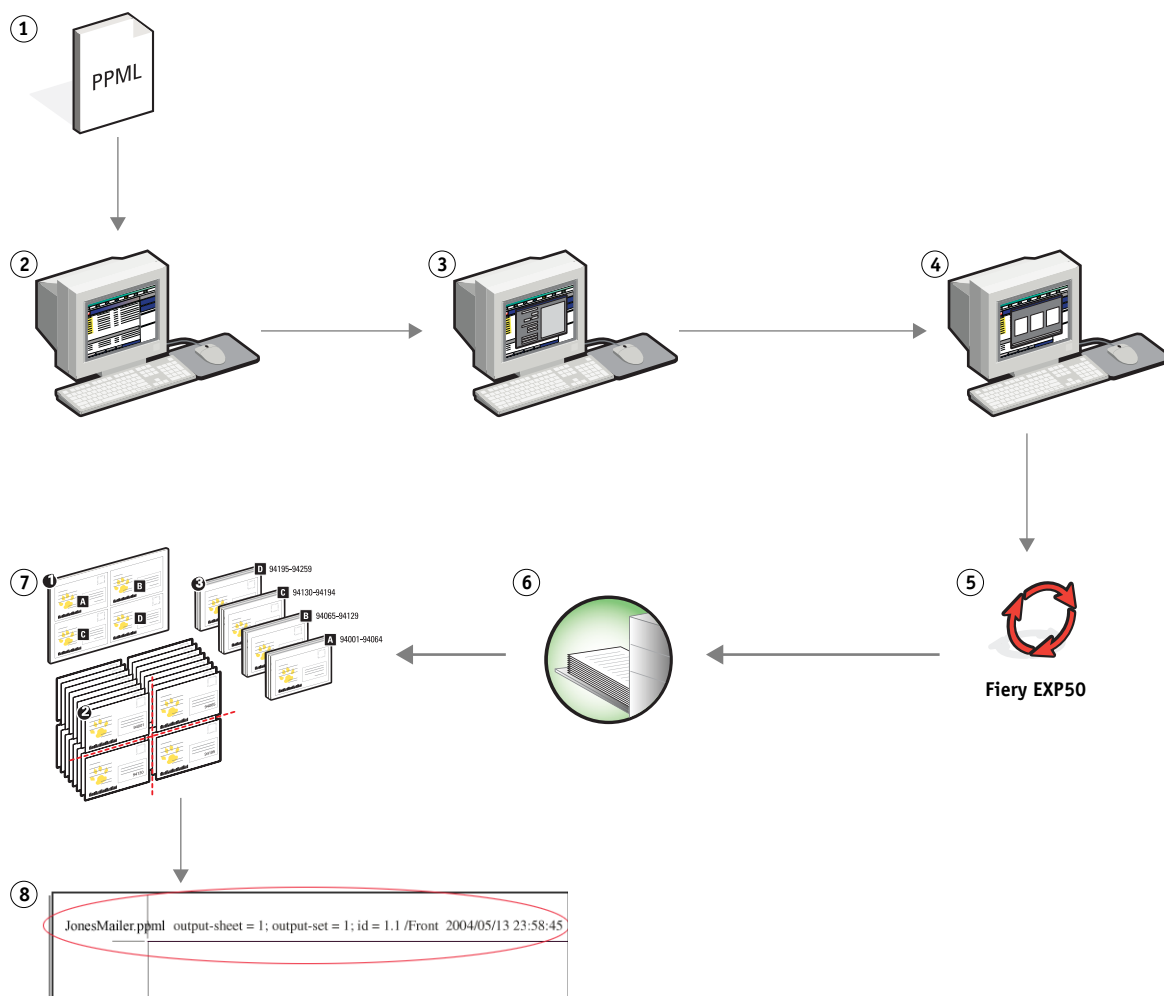 1
PPML
2
3
4
5
Fiery EXP50
6
7
1
A
B
C
D
2
3
D 94195–94259
C 94130–94194
B 94065–94129
A 94001–94064
94130
8
JonesMailer.ppml output-sheet = 1; output-set = 1; id = 1.1 /Front 2004/05/13 23:58:45